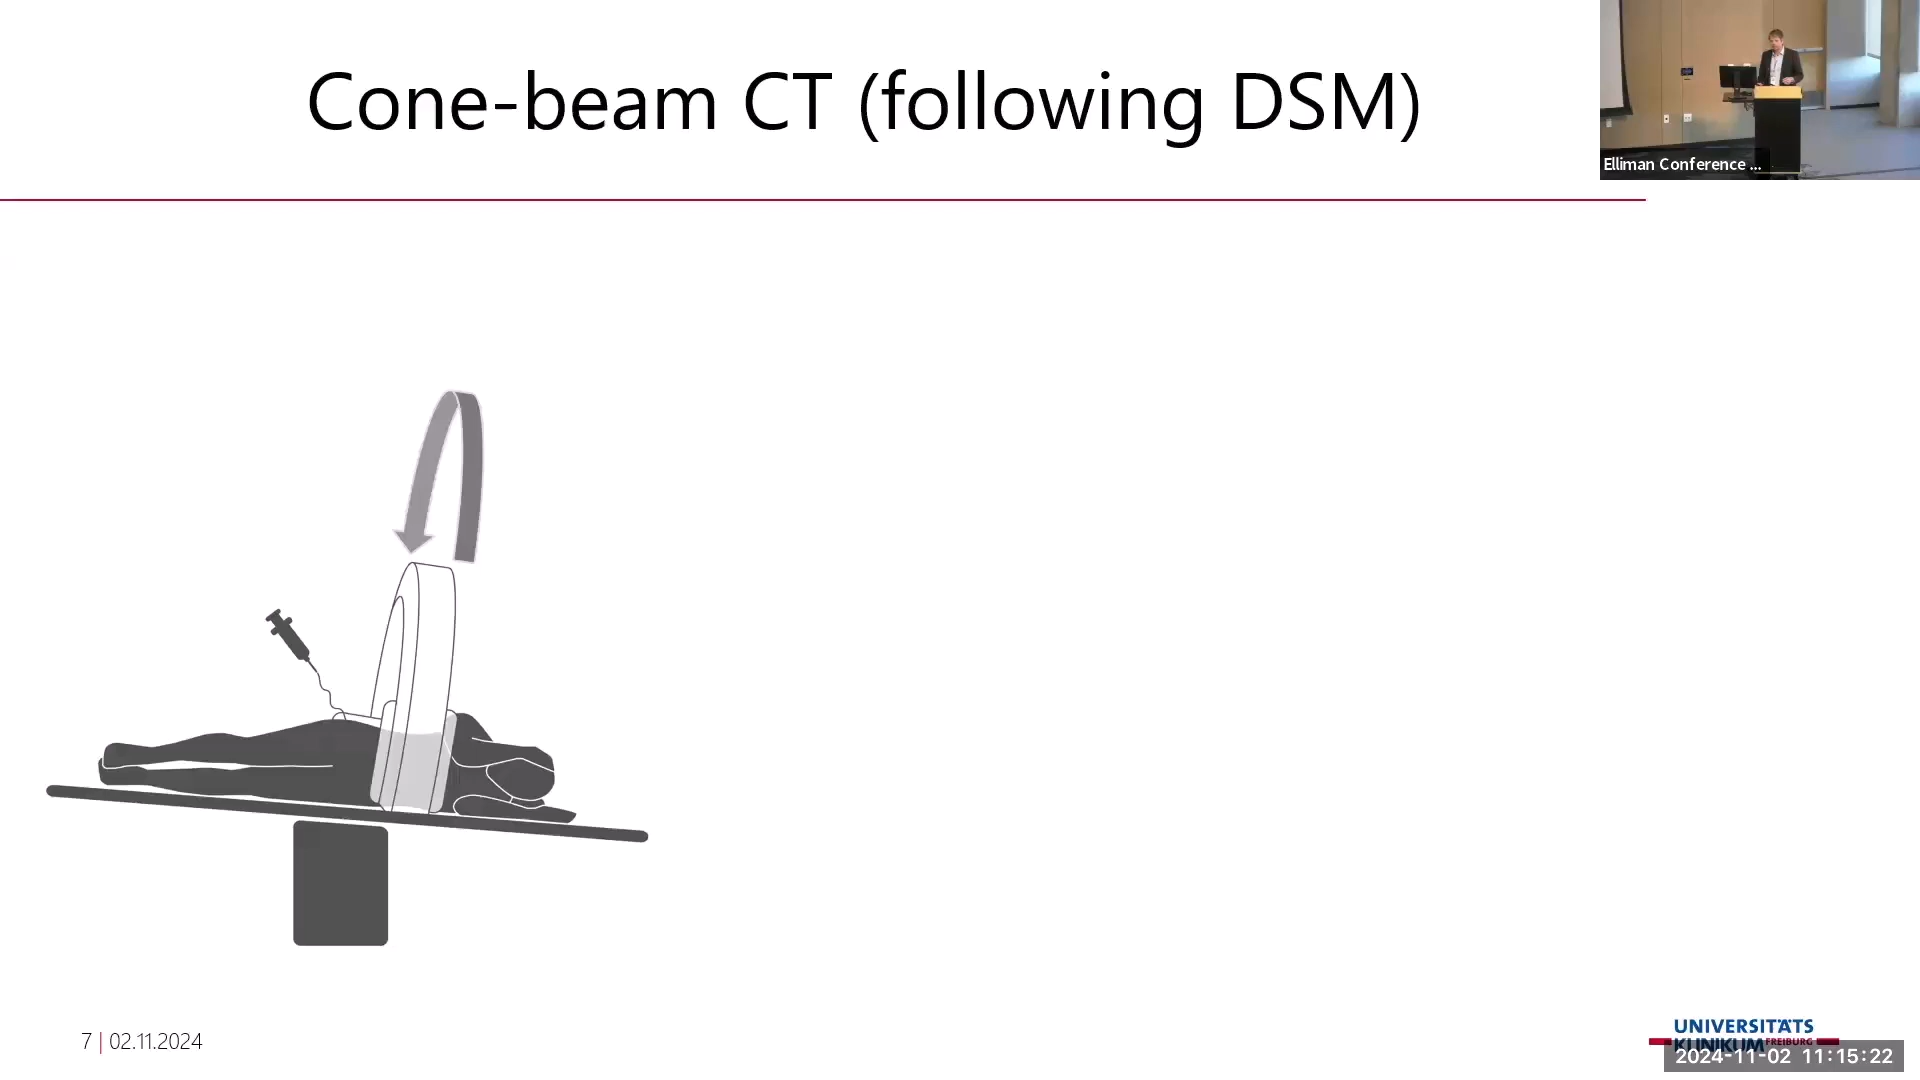 Cone-beam CT (following DSM)
Elliman Conference ...
7 | 02.11.2024
UNIVERSITÄTS
KLINIKUM FREIBURG
2024-11-02 11:15:22